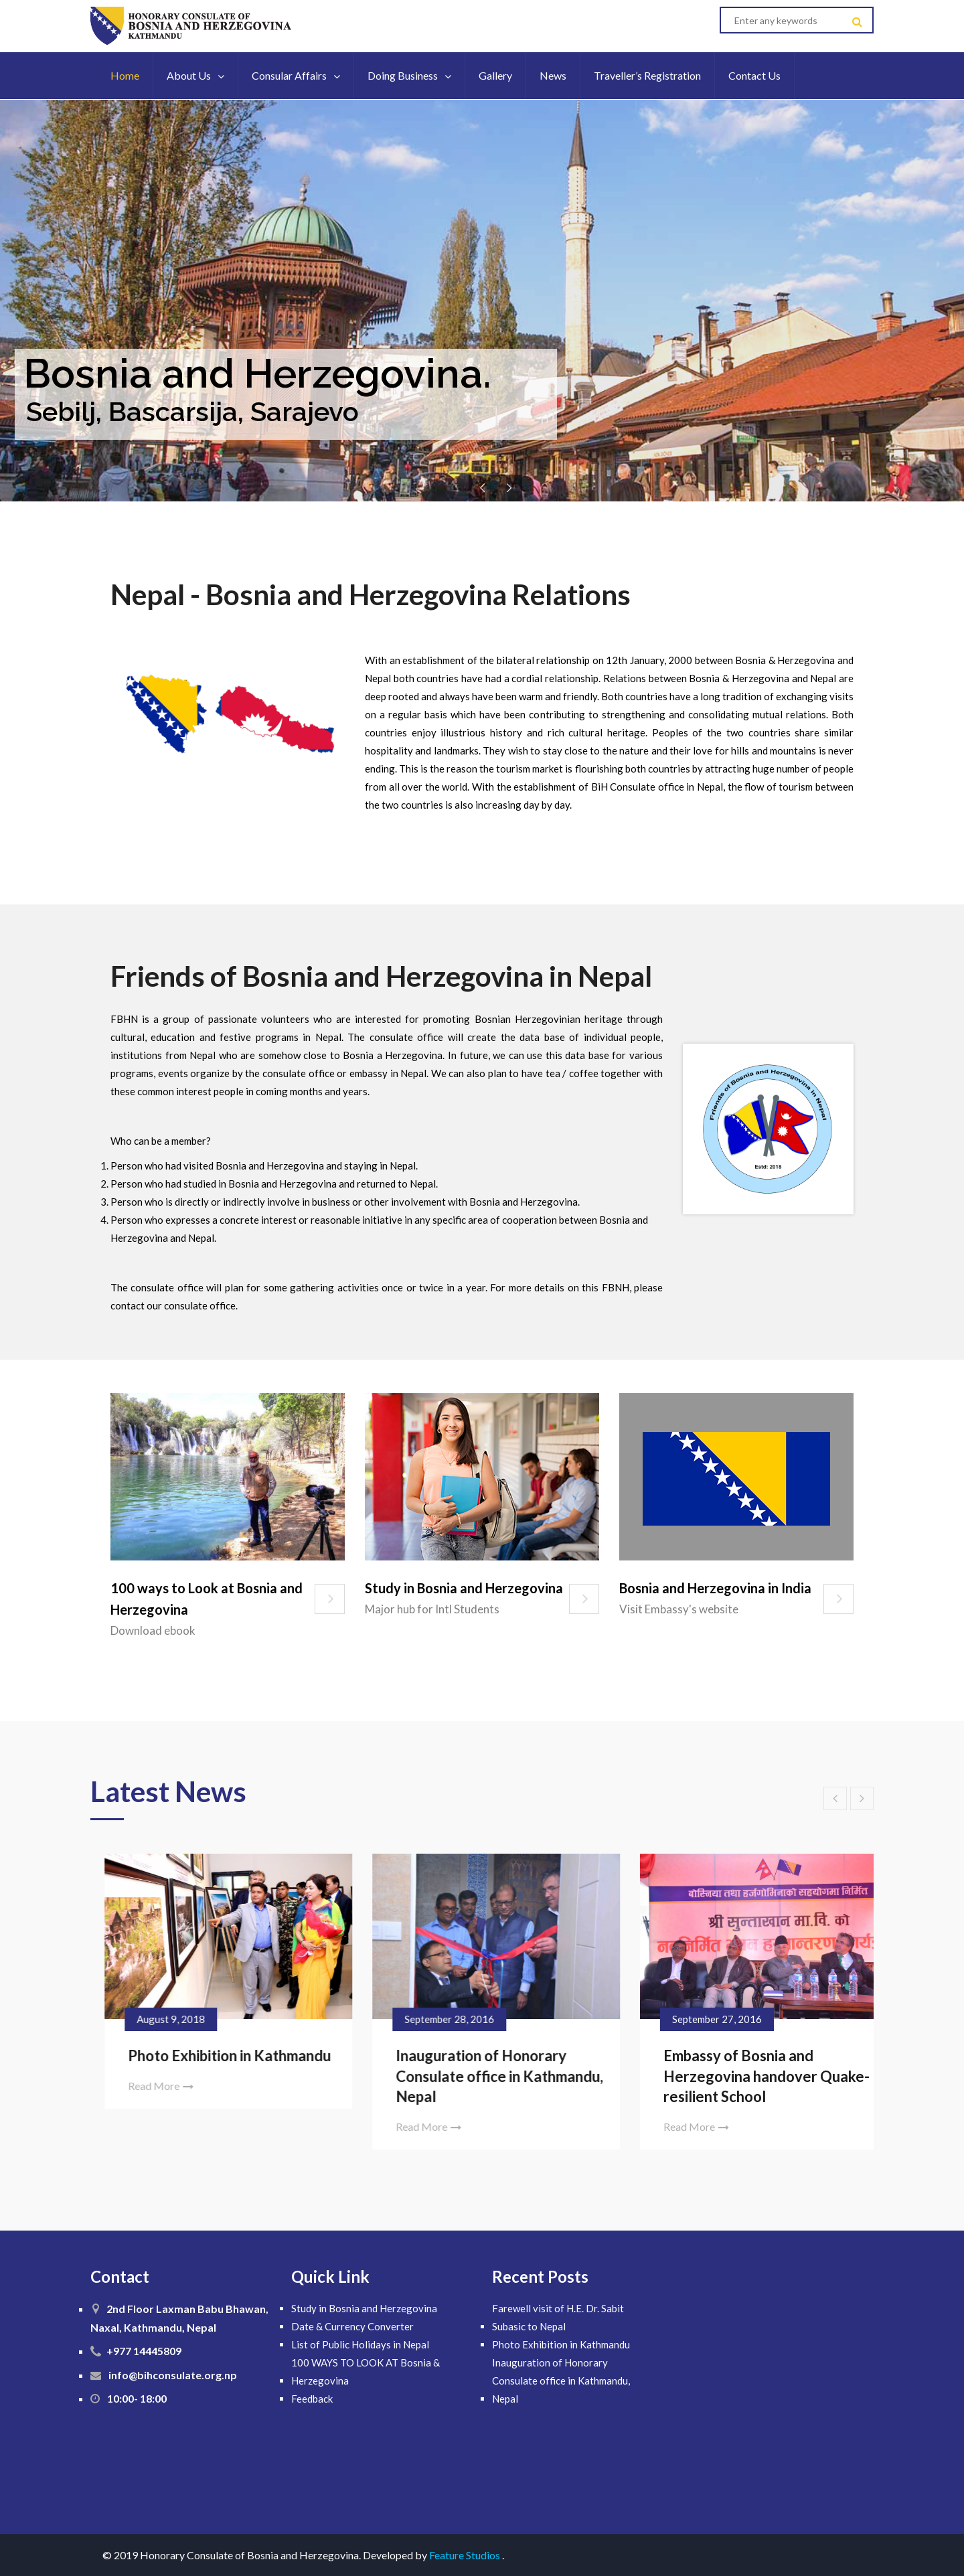 HONORARY CONSULATE OF
BOSNIA AND HERZEGOVINA
KATHMANDU
Enter any keywords
Home
About Us
Consular Affairs
Doing Business
Gallery
News
Traveller’s Registration
Contact Us
Bosnia and Herzegovina.
Sebilj, Bascarsija, Sarajevo
Nepal - Bosnia and Herzegovina Relations
With an establishment of the bilateral relationship on 12th January, 2000 between Bosnia & Herzegovina and
Nepal both countries have had a cordial relationship. Relations between Bosnia & Herzegovina and Nepal are
deep rooted and always have been warm and friendly. Both countries have a long tradition of exchanging visits
on a regular basis which have been contributing to strengthening and consolidating mutual relations. Both
countries enjoy illustrious history and rich cultural heritage. Peoples of the two countries share similar
hospitality and landmarks. They wish to stay close to the nature and their love for hills and mountains is never
ending. This is the reason the tourism market is flourishing both countries by attracting huge number of people
from all over the world. With the establishment of BiH Consulate office in Nepal, the flow of tourism between
the two countries is also increasing day by day.
Friends of Bosnia and Herzegovina in Nepal
FBHN is a group of passionate volunteers who are interested for promoting Bosnian Herzegovinian heritage through
cultural, education and festive programs in Nepal. The consulate office will create the data base of individual people,
institutions from Nepal who are somehow close to Bosnia a Herzegovina. In future, we can use this data base for various
programs, events organize by the consulate office or embassy in Nepal. We can also plan to have tea / coffee together with
these common interest people in coming months and years.
Who can be a member?
1. Person who had visited Bosnia and Herzegovina and staying in Nepal.
2. Person who had studied in Bosnia and Herzegovina and returned to Nepal.
3. Person who is directly or indirectly involve in business or other involvement with Bosnia and Herzegovina.
4. Person who expresses a concrete interest or reasonable initiative in any specific area of cooperation between Bosnia and
Herzegovina and Nepal.
The consulate office will plan for some gathering activities once or twice in a year. For more details on this FBNH, please
contact our consulate office.
Friends of Bosnia and Herzegovina in Nepal
Estd: 2018
100 ways to Look at Bosnia and
Herzegovina
Download ebook
Study in Bosnia and Herzegovina
Major hub for Intl Students
Bosnia and Herzegovina in India
Visit Embassy's website
Latest News
August 9, 2018
Photo Exhibition in Kathmandu
Read More
September 28, 2016
Inauguration of Honorary
Consulate office in Kathmandu,
Nepal
Read More
बोस्निया तथा हर्जगोभिनाको सहयोगमा निर्मित
श्री सुन्ताखान मा.वि. को
September 27, 2016
Embassy of Bosnia and
Herzegovina handover Quake-
resilient School
Read More
Contact
2nd Floor Laxman Babu Bhawan,
Naxal, Kathmandu, Nepal
+977 14445809
info@bihconsulate.org.np
10:00- 18:00
Quick Link
Study in Bosnia and Herzegovina
Date & Currency Converter
List of Public Holidays in Nepal
100 WAYS TO LOOK AT Bosnia &
Herzegovina
Feedback
Recent Posts
Farewell visit of H.E. Dr. Sabit
Subasic to Nepal
Photo Exhibition in Kathmandu
Inauguration of Honorary
Consulate office in Kathmandu,
Nepal
© 2019 Honorary Consulate of Bosnia and Herzegovina. Developed by Feature Studios .